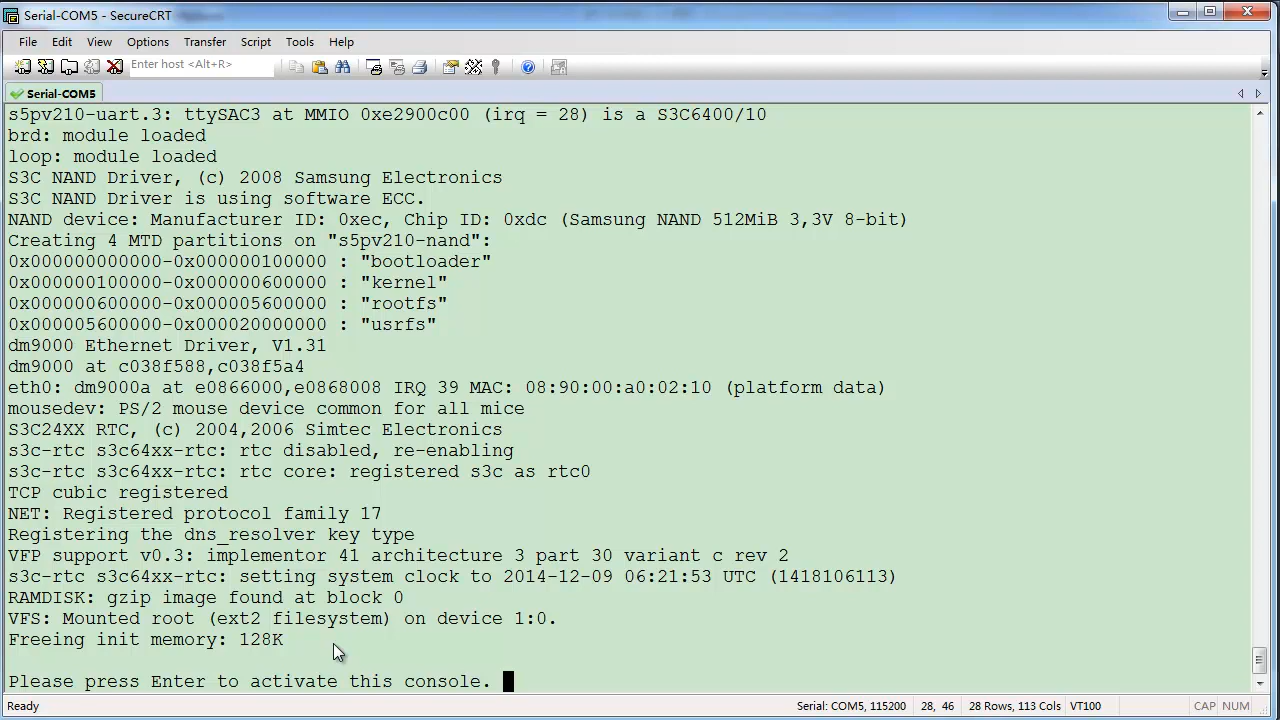 Serial-COM5 - SecureCRT
File Edit View Options Transfer Script Tools Help
Enter host <Alt+R>
Serial-COM5
s5pv210-uart.3: ttySAC3 at MMIO 0xe2900c00 (irq = 28) is a S3C6400/10
brd: module loaded
loop: module loaded
S3C NAND Driver, (c) 2008 Samsung Electronics
S3C NAND Driver is using software ECC.
NAND device: Manufacturer ID: 0xec, Chip ID: 0xdc (Samsung NAND 512MiB 3,3V 8-bit)
Creating 4 MTD partitions on "s5pv210-nand":
0x000000000000-0x000000100000 : "bootloader"
0x000000100000-0x000000600000 : "kernel"
0x000000600000-0x000005600000 : "rootfs"
0x000005600000-0x000020000000 : "usrfs"
dm9000 Ethernet Driver, V1.31
dm9000 at c038f588,c038f5a4
eth0: dm9000a at e0866000,e0868008 IRQ 39 MAC: 08:90:00:a0:02:10 (platform data)
mousedev: PS/2 mouse device common for all mice
S3C24XX RTC, (c) 2004,2006 Simtec Electronics
s3c-rtc s3c64xx-rtc: rtc disabled, re-enabling
s3c-rtc s3c64xx-rtc: rtc core: registered s3c as rtc0
TCP cubic registered
NET: Registered protocol family 17
Registering the dns_resolver key type
VFP support v0.3: implementor 41 architecture 3 part 30 variant c rev 2
s3c-rtc s3c64xx-rtc: setting system clock to 2014-12-09 06:21:53 UTC (1418106113)
RAMDISK: gzip image found at block 0
VFS: Mounted root (ext2 filesystem) on device 1:0.
Freeing init memory: 128K
Please press Enter to activate this console.
Ready Serial: COM5, 115200 28, 46 28 Rows, 113 Cols VT100 CAP NUM